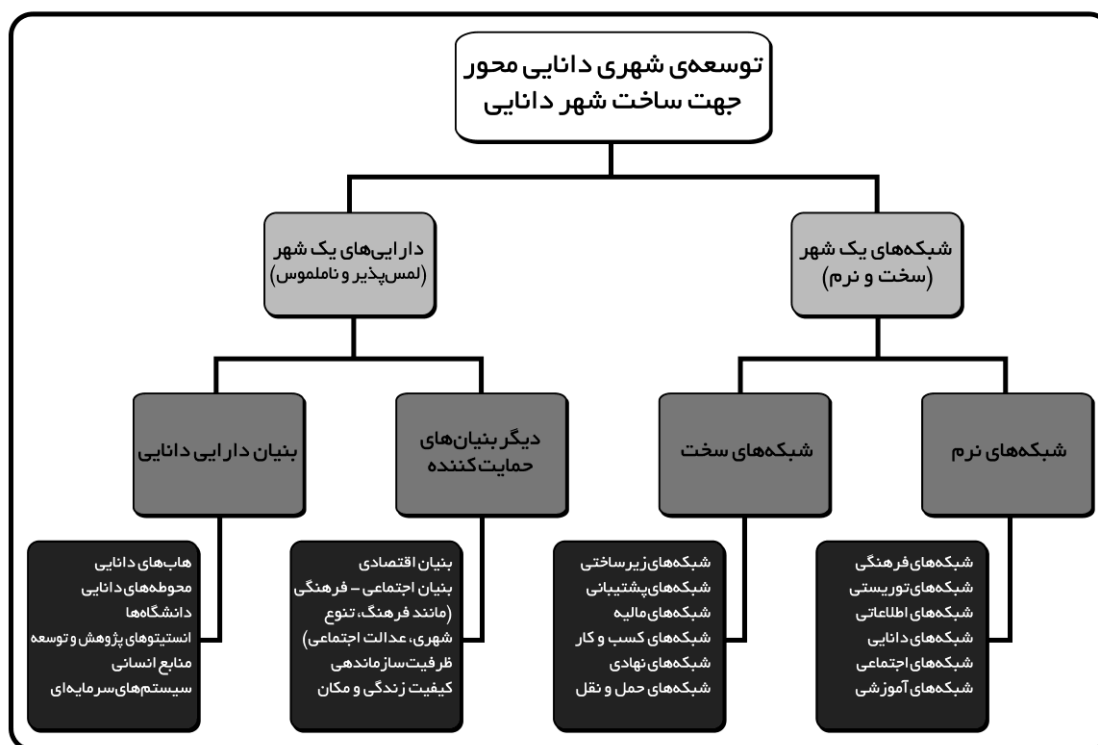 توسعه‌ی شهری دانایی محور
جهت ساخت شهر دانایی
شبکه‌های یک شهر
(سخت و نرم)
دارایی‌های یک شهر
(لمس‌پذیر و ناملموس)
شبکه‌های نرم
شبکه‌های سخت
دیگر بنیان‌های
حمایت‌کننده
بنیان دارایی دانایی
شبکه‌های فرهنگی
شبکه‌های توریستی
شبکه‌های اطلاعاتی
شبکه‌های دانایی
شبکه‌های اجتماعی
شبکه‌های آموزشی
شبکه‌های زیرساختی
شبکه‌های پشتیبانی
شبکه‌های مالیه
شبکه‌های کسب و کار
شبکه‌های نهادی
شبکه‌های حمل و نقل
بنیان اقتصادی
بنیان اجتماعی - فرهنگی
(مانند فرهنگ، تنوع
شهری، عدالت اجتماعی)
ظرفیت‌سازماندهی
کیفیت زندگی و مکان
هاب‌های دانایی
محوطه‌های دانایی
دانشگاه‌ها
انستیتوهای پژوهش و توسعه
منابع انسانی
سیستم‌های سرمایه‌ای